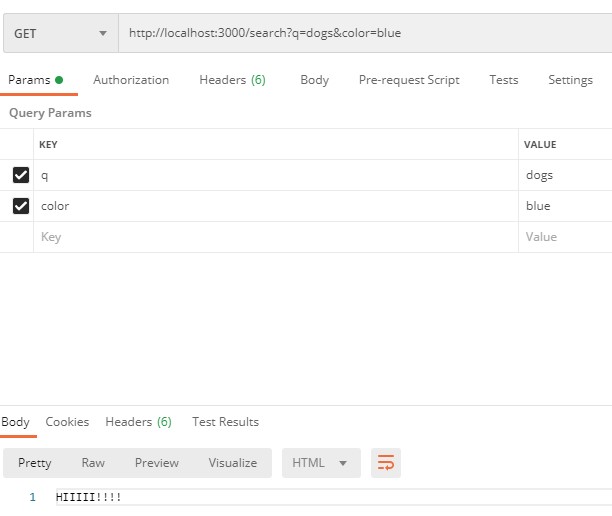 GET http://localhost:3000/search?q=dogs&color=blue
Params Authorization Headers (6) Body Pre-request Script Tests Settings
Query Params
KEY VALUE
q dogs
color blue
Key Value
Body Cookies Headers (6) Test Results
Pretty Raw Preview Visualize HTML
1 HIIIII!!!!